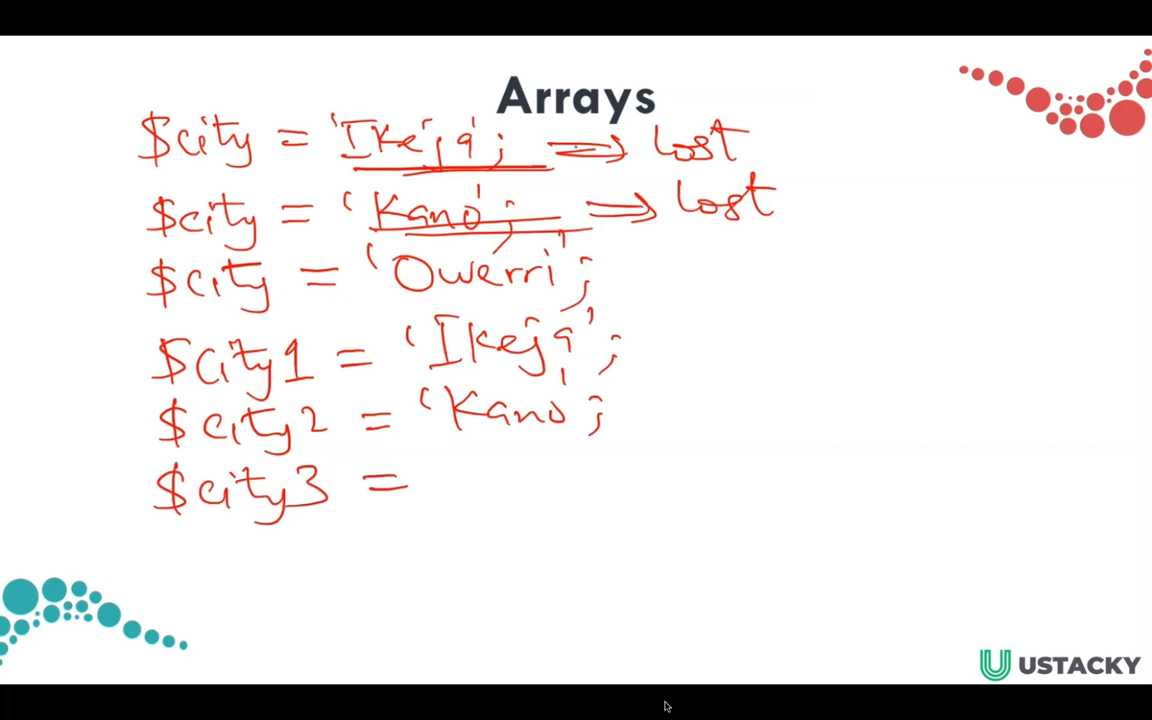 Arrays
$city = 'Ikeja'; => lost
$city = 'Kano'; => lost
$city = 'Owerri';
$city1 = 'Ikeja';
$city2 = 'Kano';
$city3 =
USTACKY